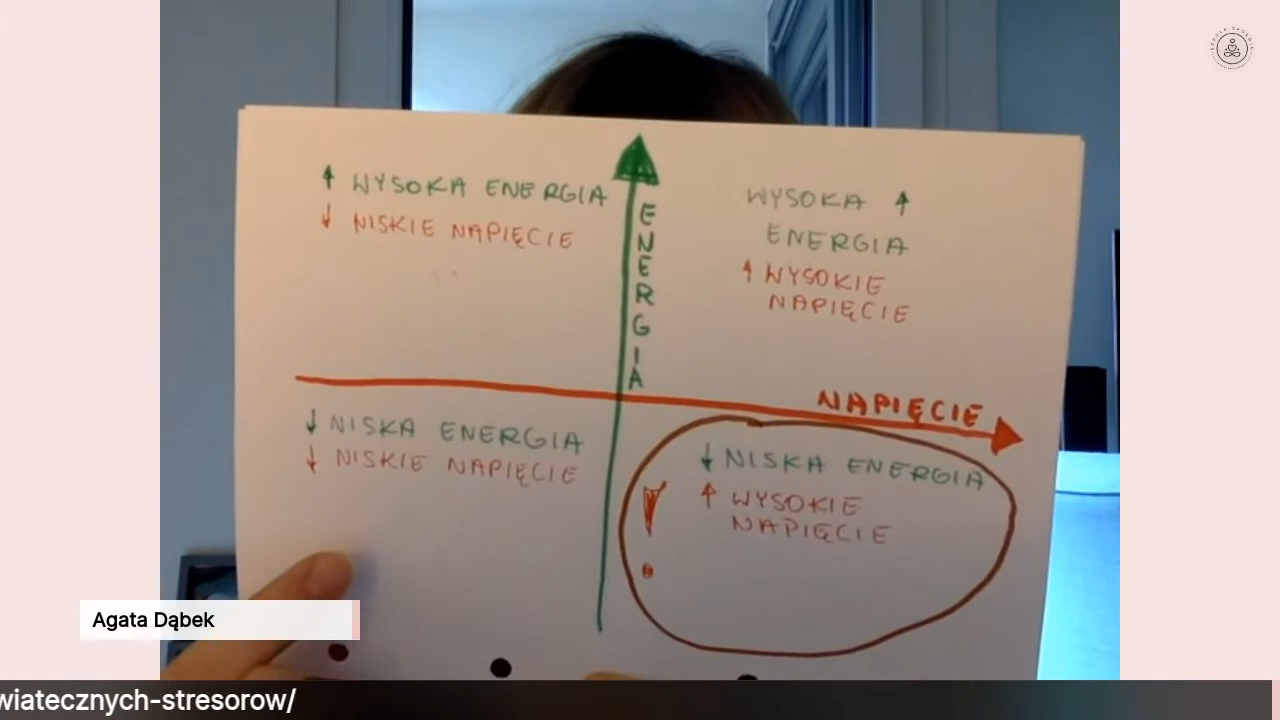 ↑ WYSOKA ENERGIA
↓ NISKIE NAPIĘCIE
WYSOKA ↑
ENERGIA
↑ WYSOKIE
NAPIĘCIE
ENERGIA
NAPIĘCIE
↓ NISKA ENERGIA
↓ NISKIE NAPIĘCIE
!
↓ NISKA ENERGIA
↑ WYSOKIE
NAPIĘCIE
Agata Dąbek
wiatecznych-stresorow/